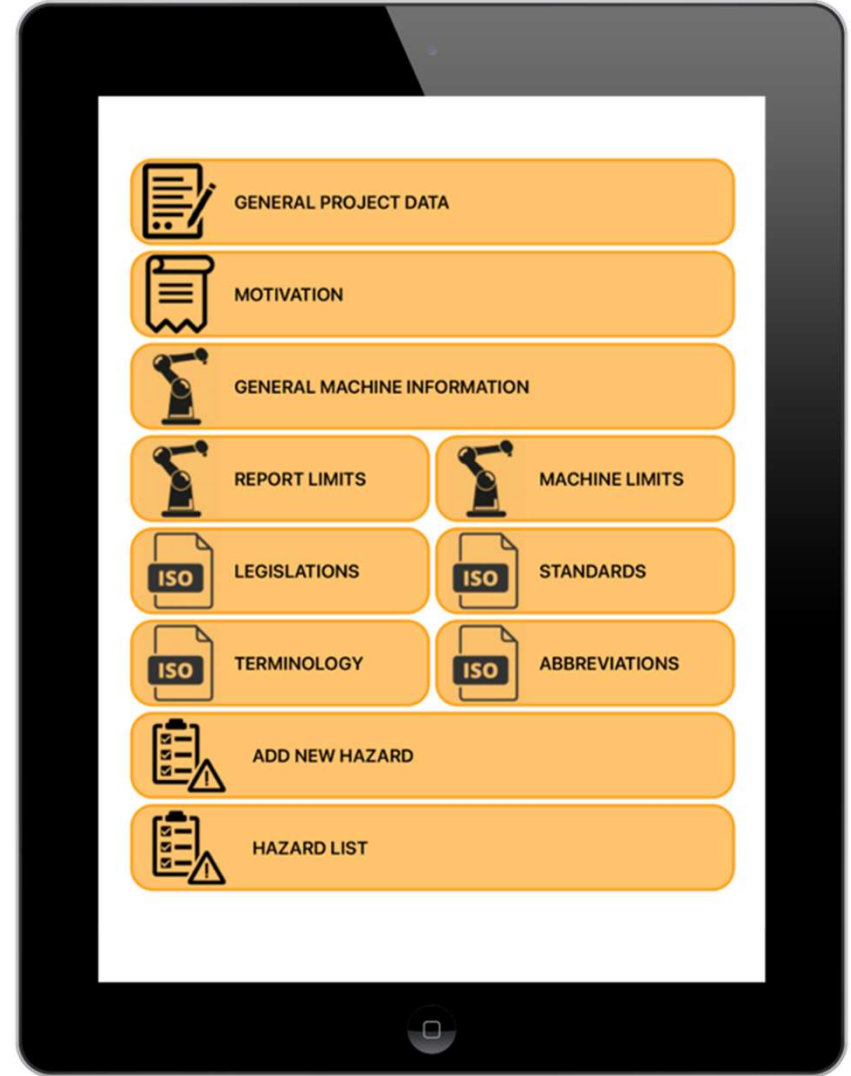 GENERAL PROJECT DATA
MOTIVATION
GENERAL MACHINE INFORMATION
REPORT LIMITS
MACHINE LIMITS
ISO
LEGISLATIONS
ISO
STANDARDS
ISO
TERMINOLOGY
ISO
ABBREVIATIONS
ADD NEW HAZARD
HAZARD LIST